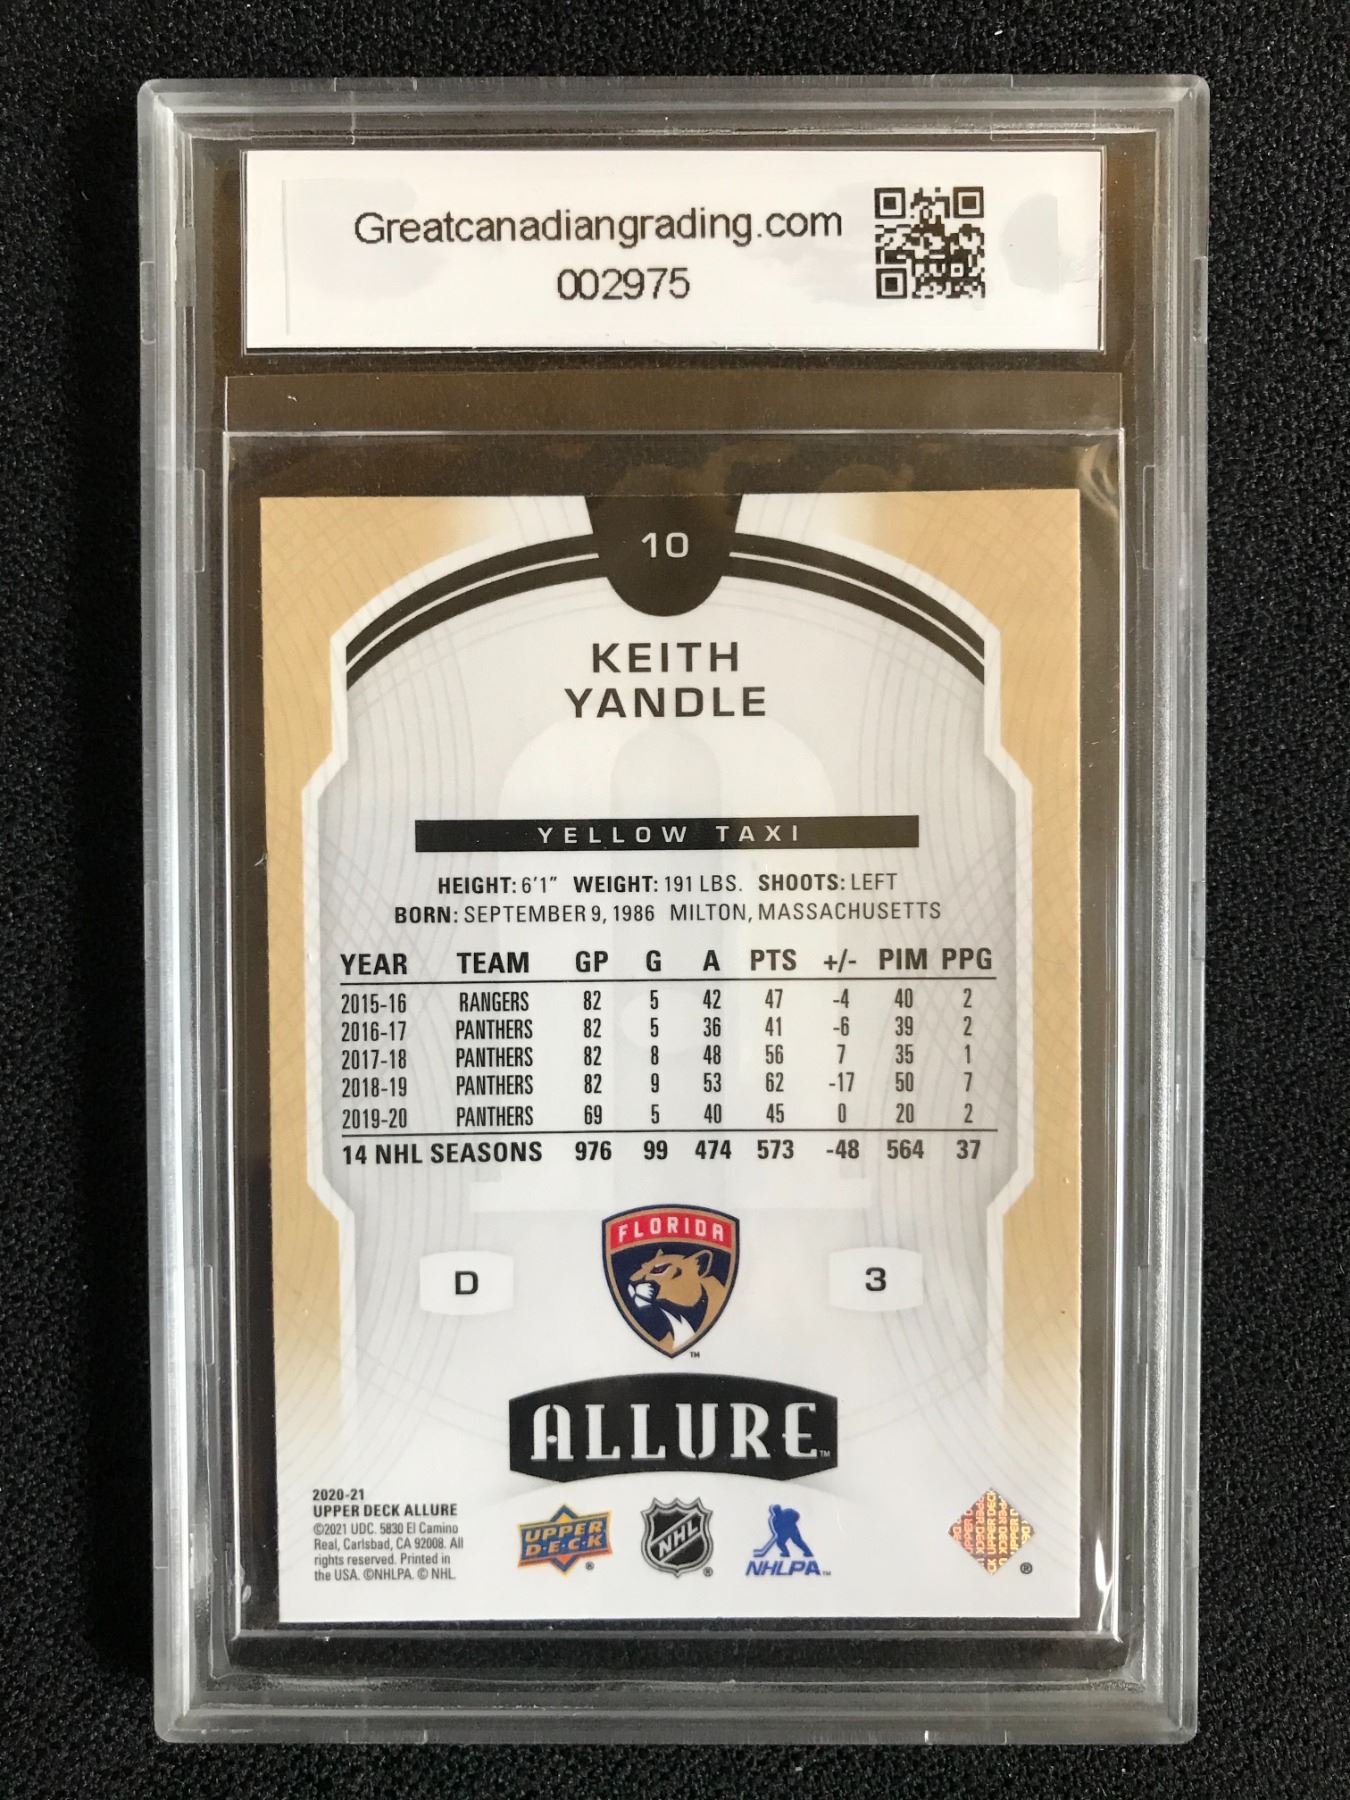 Greatcanadiangrading.com
002975
10
KEITH
YANDLE
YELLOW TAXI
HEIGHT: 6'1" WEIGHT: 191 LBS. SHOOTS: LEFT
BORN: SEPTEMBER 9, 1986 MILTON, MASSACHUSETTS
YEAR TEAM GP G A PTS +/- PIM PPG
2015-16 RANGERS 82 5 42 47 -4 40 2
2016-17 PANTHERS 82 5 36 41 -6 39 2
2017-18 PANTHERS 82 8 48 56 7 35 1
2018-19 PANTHERS 82 9 53 62 -17 50 7
2019-20 PANTHERS 69 5 40 45 0 20 2
14 NHL SEASONS 976 99 474 573 -48 564 37
FLORIDA
TM
D
3
ALLURE™
2020-21
UPPER DECK ALLURE
©2021 UDC. 5830 El Camino
Real, Carlsbad, CA 92008. All
rights reserved. Printed in
the USA. ©NHLPA. © NHL.
UPPER
D·E·C·K ®
NHL ®
NHLPA™
UPPER DECK
®